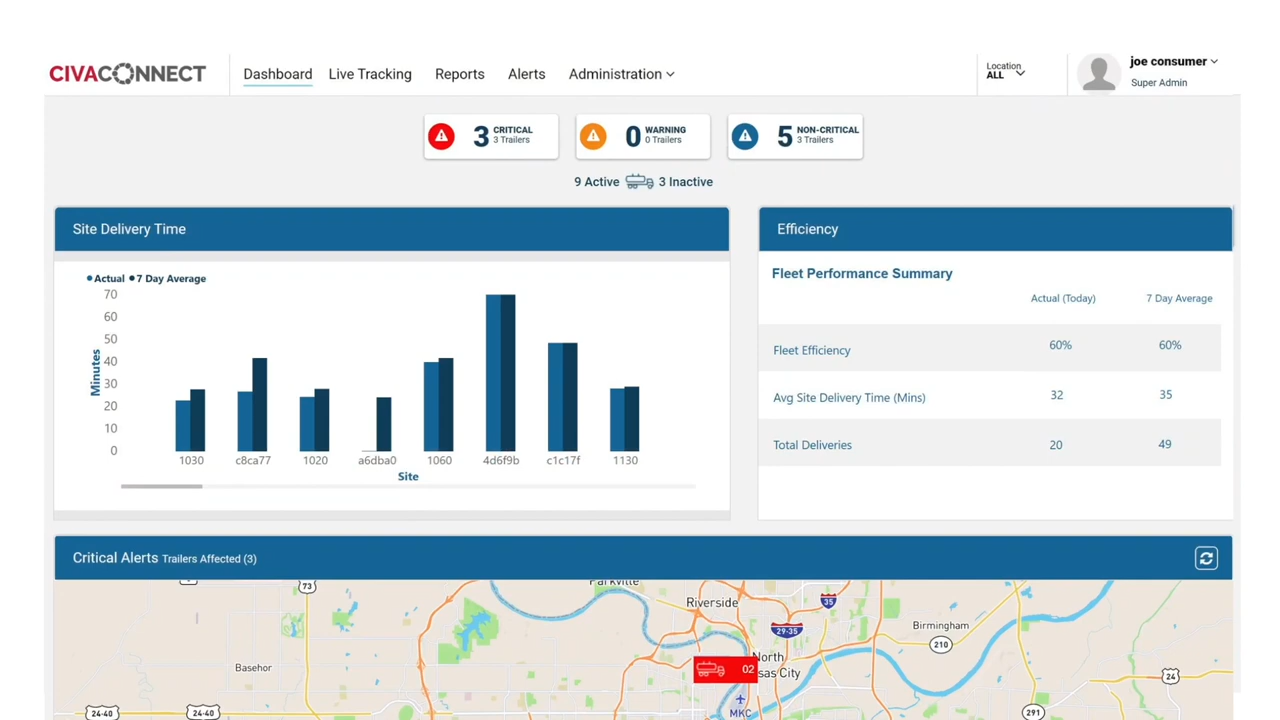 CIVACONNECT
Dashboard
Live Tracking
Reports
Alerts
Administration
Location
ALL
joe consumer
Super Admin
3
CRITICAL
3 Trailers
0
WARNING
0 Trailers
5
NON-CRITICAL
3 Trailers
9 Active
3 Inactive
Site Delivery Time
Actual
7 Day Average
70
60
50
40
30
20
10
0
Minutes
1030
c8ca77
1020
a6dba0
1060
4d6f9b
c1c17f
1130
Site
Efficiency
Fleet Performance Summary
Actual (Today)
7 Day Average
Fleet Efficiency
60%
60%
Avg Site Delivery Time (Mins)
32
35
Total Deliveries
20
49
Critical Alerts Trailers Affected (3)
73
Parkville
Riverside
35
29-35
Birmingham
210
Basehor
02
North
sas City
24
MKC
24-40
24-40
291